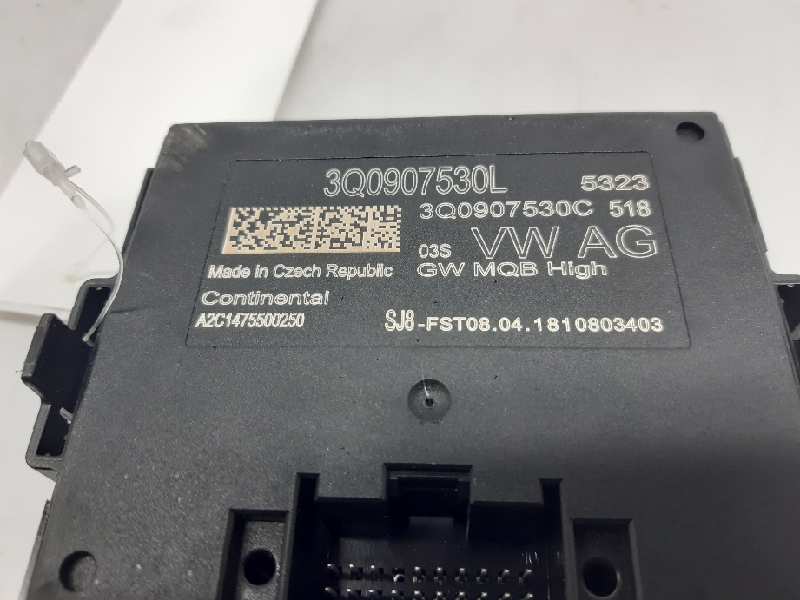 3Q0907530L 5323
3Q0907530C 518
03S VW AG
Made in Czech Republic GW MQB High
Continental
A2C1475500250 SJ8-FST08.04.1810803403